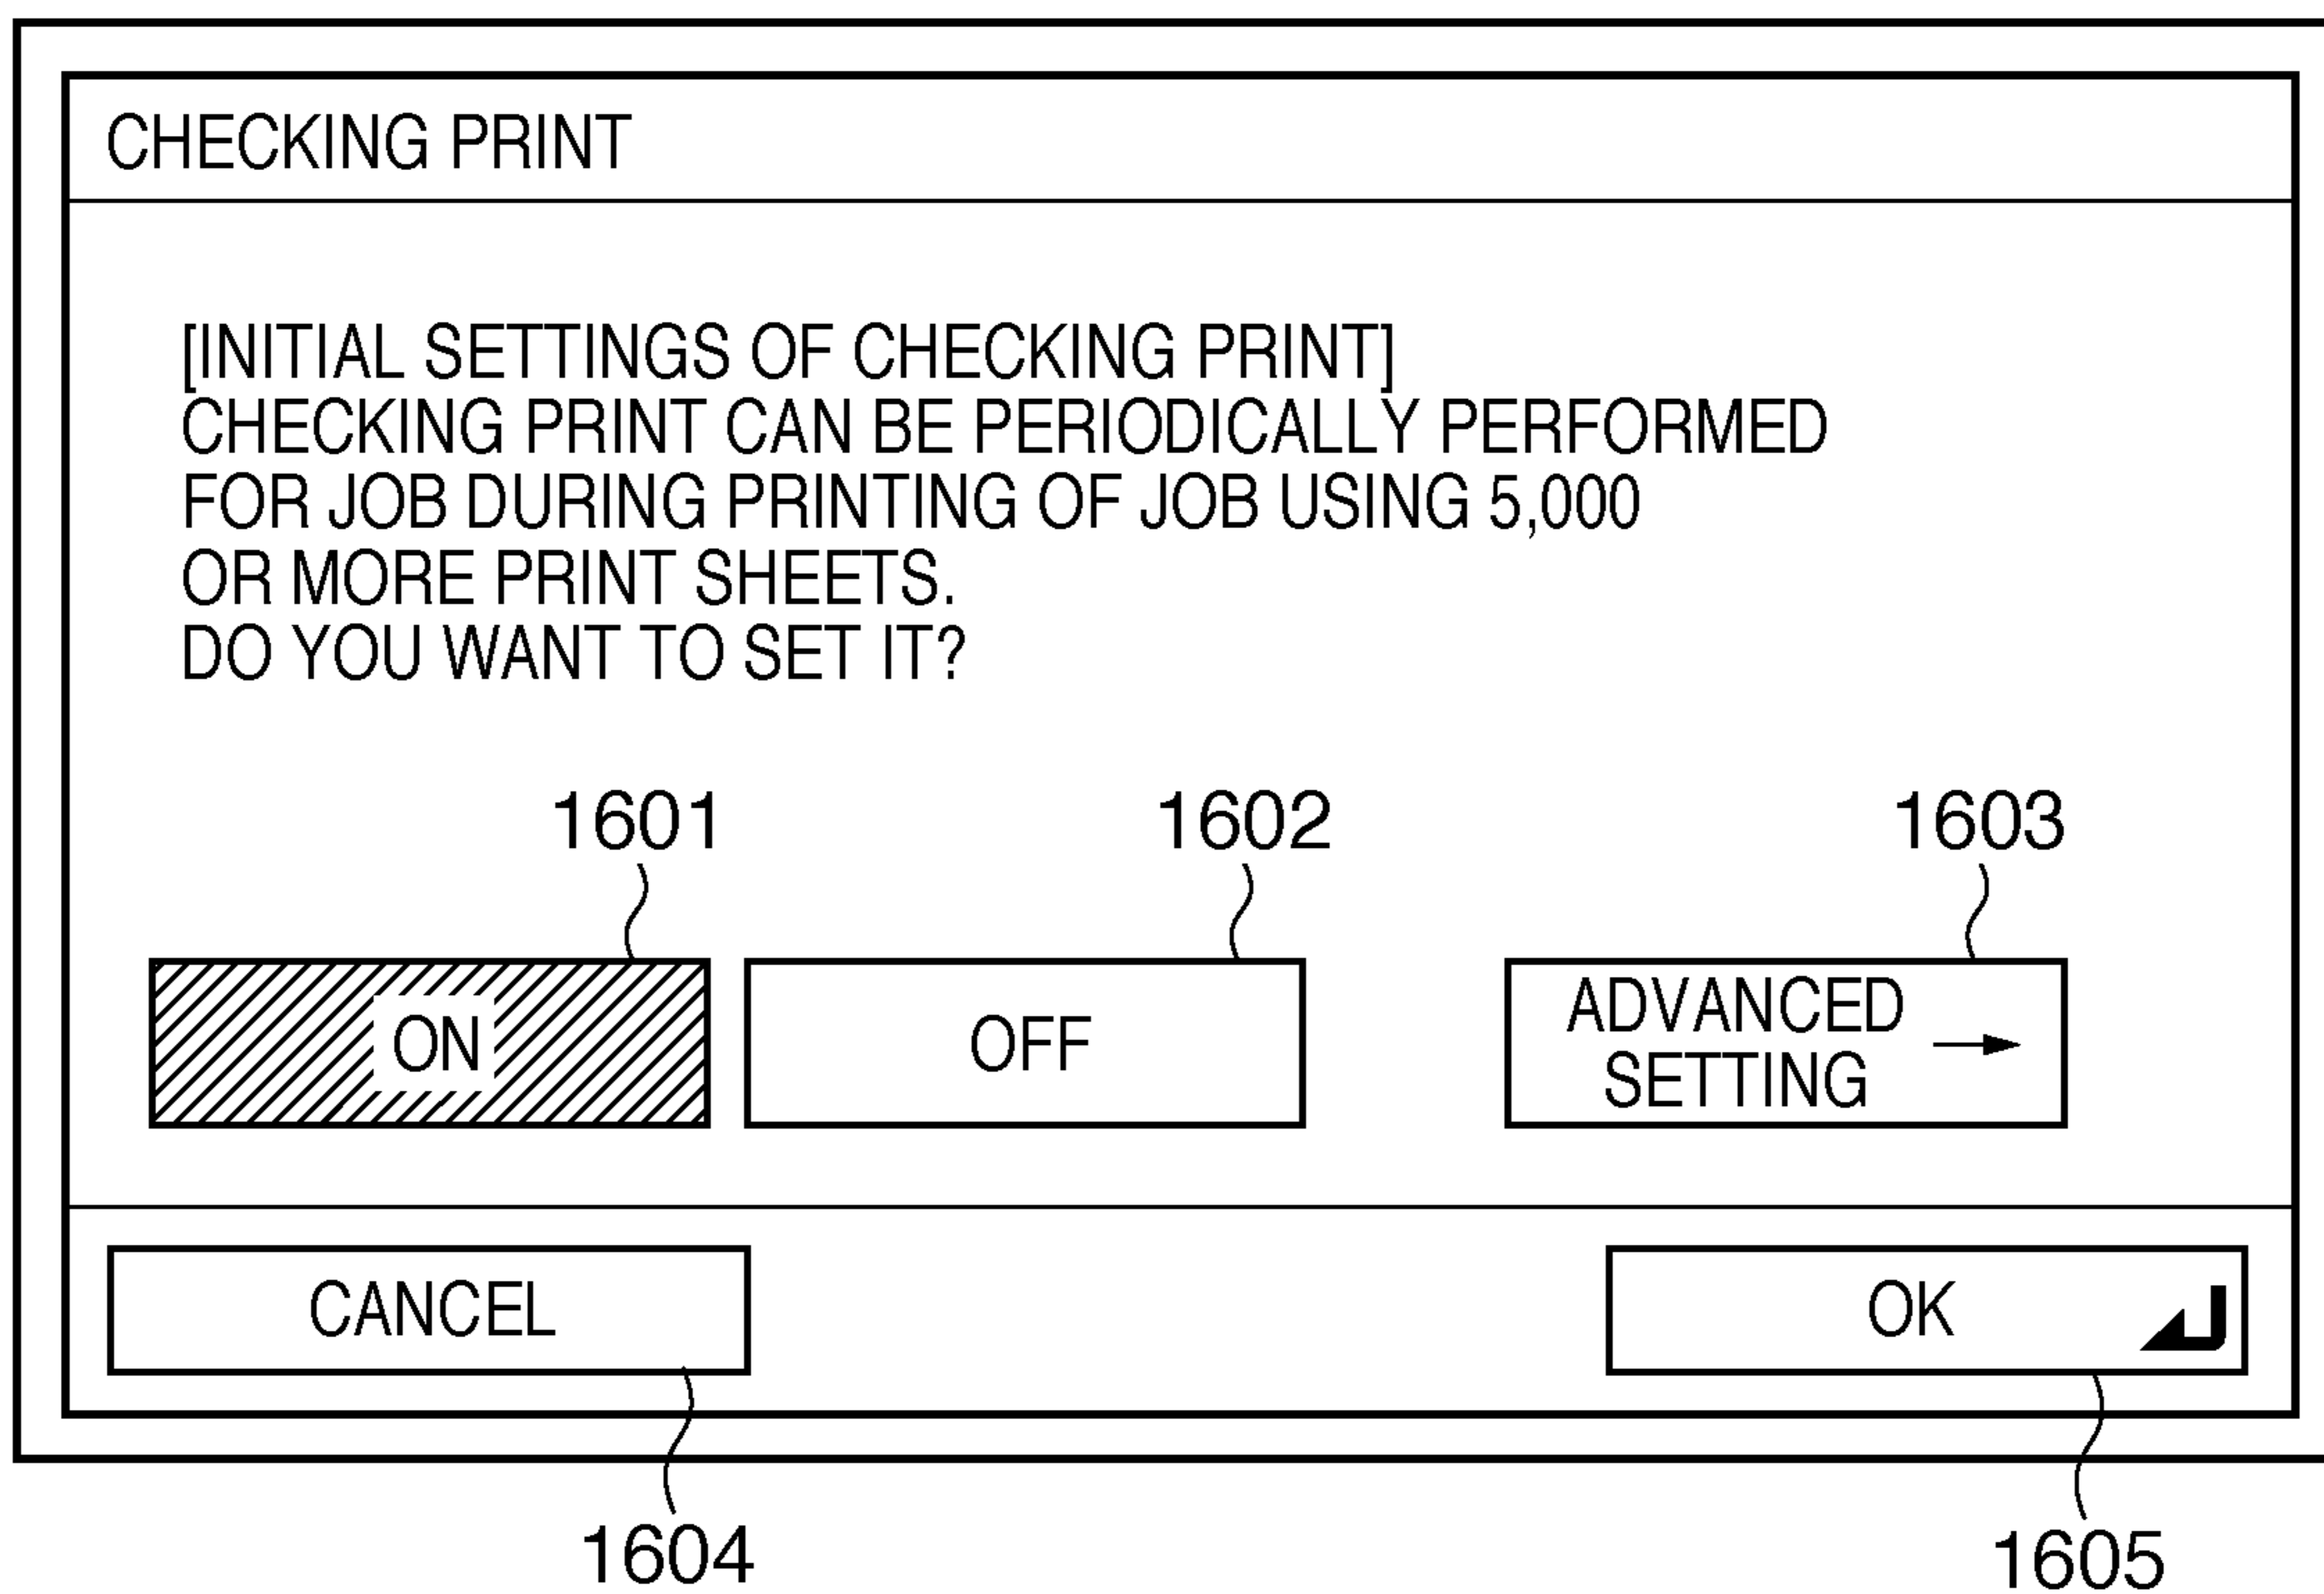 CHECKING PRINT
[INITIAL SETTINGS OF CHECKING PRINT]
CHECKING PRINT CAN BE PERIODICALLY PERFORMED
FOR JOB DURING PRINTING OF JOB USING 5,000
OR MORE PRINT SHEETS.
DO YOU WANT TO SET IT?
1601
1602
1603
ON
OFF
ADVANCED
SETTING
CANCEL
OK
1604
1605